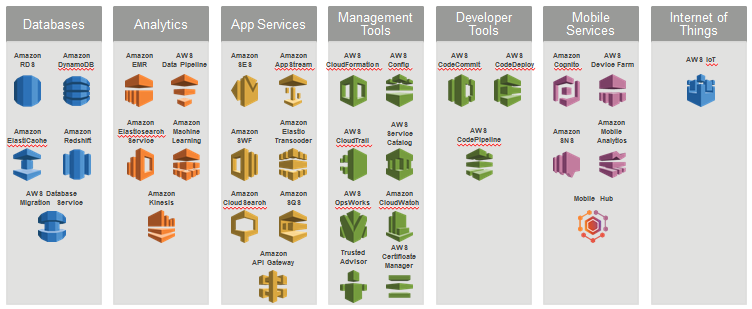 Databases
Amazon
RDS
Amazon
DynamoDB
Amazon
ElastiCache
Amazon
Redshift
AWS Database
Migration Service
Analytics
Amazon
EMR
AWS
Data Pipeline
Amazon
Elasticsearch
Service
Amazon
Machine
Learning
Amazon
Kinesis
App Services
Amazon
SES
Amazon
AppStream
Amazon
SWF
Amazon
Elastic
Transcoder
Amazon
CloudSearch
Amazon
SQS
Amazon
API Gateway
Management
Tools
AWS
CloudFormation
AWS
Config
AWS
CloudTrail
AWS
Service
Catalog
AWS
OpsWorks
Amazon
CloudWatch
Trusted
Advisor
AWS
Certificate
Manager
Developer
Tools
AWS
CodeCommit
AWS
CodeDeploy
AWS
CodePipeline
Mobile
Services
Amazon
Cognito
AWS
Device Farm
Amazon
SNS
Amazon
Mobile
Analytics
Mobile Hub
Internet of
Things
AWS IoT